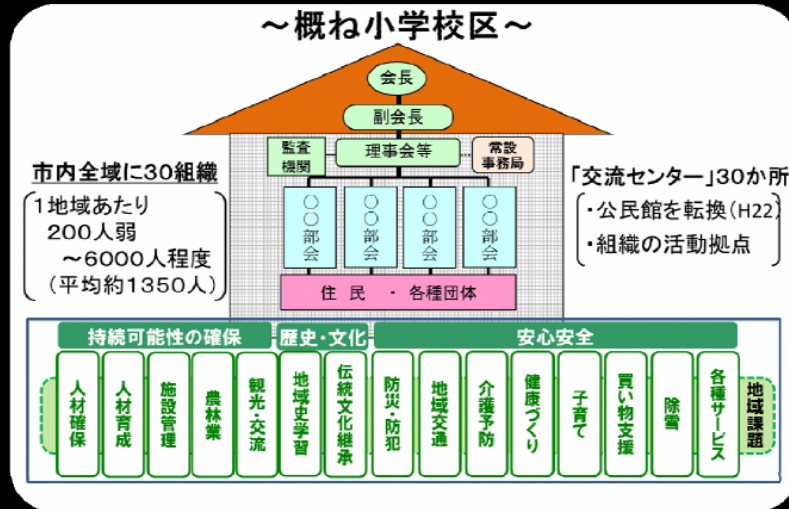 ～概ね小学校区～
会長
副会長
監査
機関
理事会等
常設
事務局
市内全域に30組織
1地域あたり
200人弱
～6000人程度
(平均約1350人)
〇〇部会
〇〇部会
〇〇部会
〇〇部会
「交流センター」30か所
・公民館を転換(H22)
・組織の活動拠点
住民・各種団体
持続可能性の確保
歴史・文化
安心安全
人材確保
人材育成
施設管理
農林業
観光・交流
地域史学習
伝統文化継承
防災・防犯
地域交通
介護予防
健康づくり
子育て
買い物支援
除雪
各種サービス
地域課題